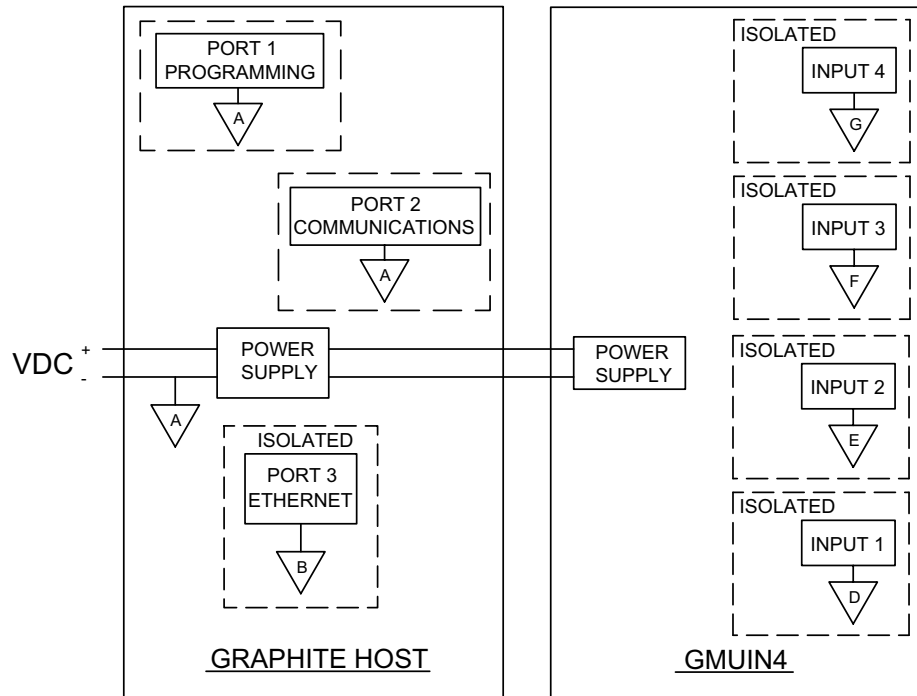 PORT 1
PROGRAMMING
A
PORT 2
COMMUNICATIONS
A
VDC + -
POWER
SUPPLY
A
ISOLATED
PORT 3
ETHERNET
B
GRAPHITE HOST
ISOLATED
INPUT 4
G
ISOLATED
INPUT 3
F
POWER
SUPPLY
ISOLATED
INPUT 2
E
ISOLATED
INPUT 1
D
GMUIN4